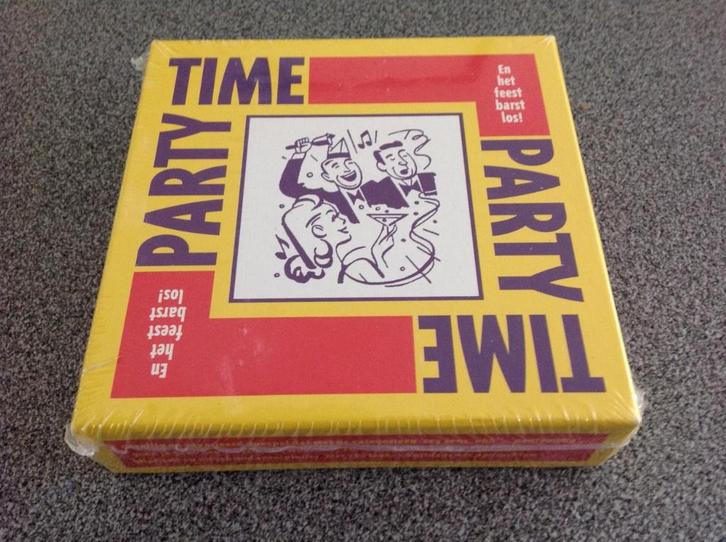 PARTY
TIME
En
het
feest
barst
los!
PARTY
TIME
En
het
feest
barst
los!